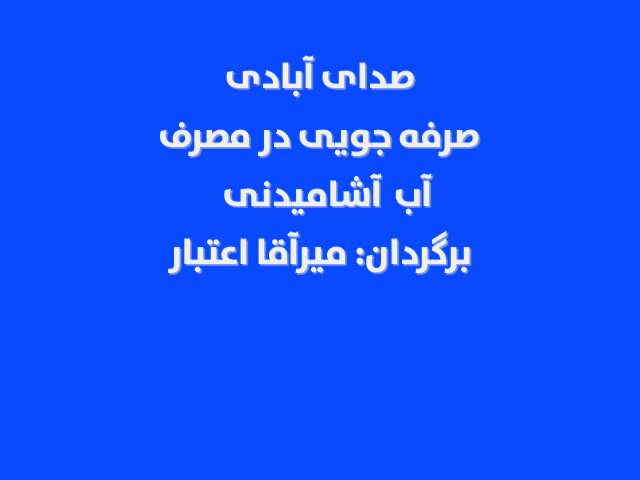 صدای آبادی
صرفه جویی در مصرف
آب آشامیدنی
برگردان: میرآقا اعتبار